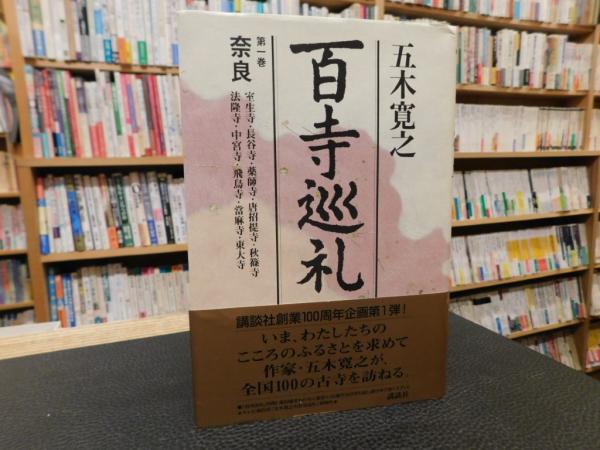 五木寛之
百寺巡礼
第一巻
奈良
室生寺・長谷寺・薬師寺・唐招提寺・秋篠寺
法隆寺・中宮寺・飛鳥寺・當麻寺・東大寺
講談社創業100周年企画第1弾!
いま、わたしたちの
こころのふるさとを求めて
作家・五木寛之が、
全国100の古寺を訪ねる。
講談社